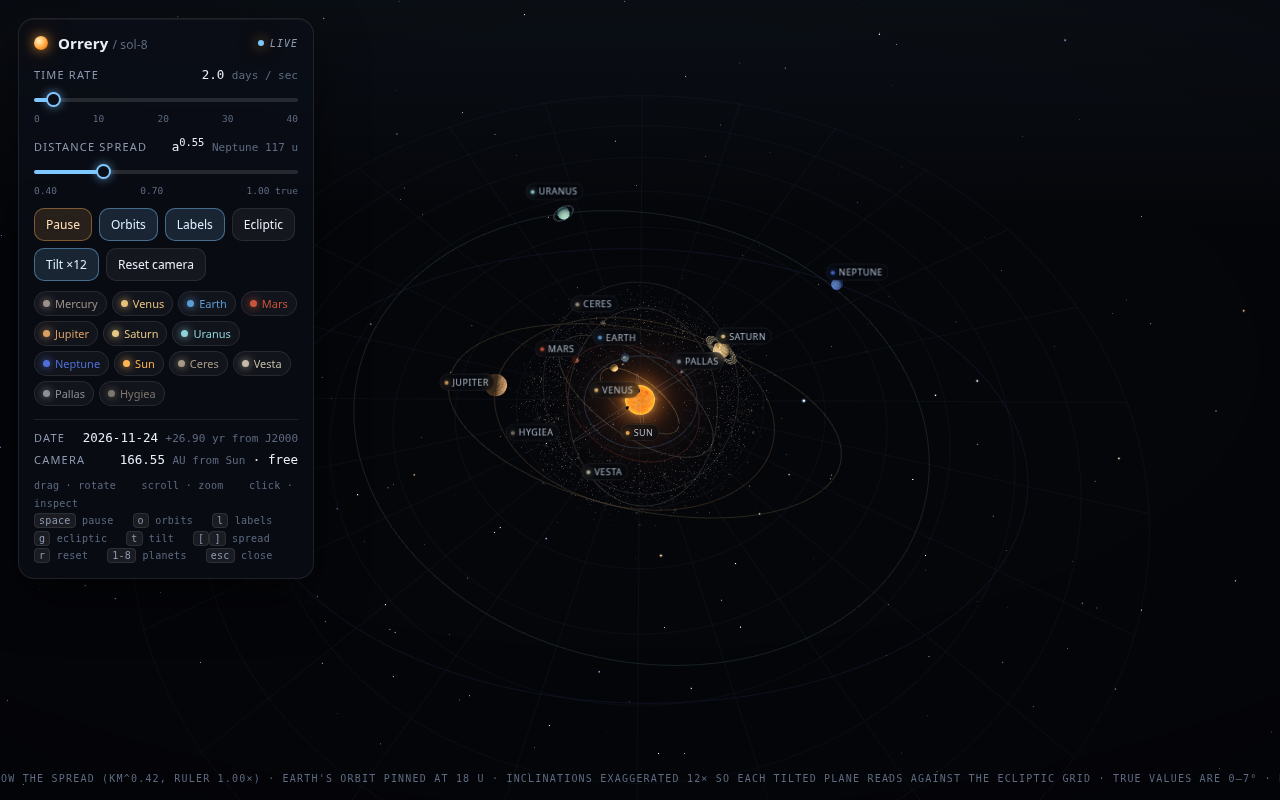 Orrery / sol-8
LIVE
TIME RATE 2.0 days / sec
0 10 20 30 40
DISTANCE SPREAD a^0.55 Neptune 117 u
0.40 0.70 1.00 true
Pause Orbits Labels Ecliptic
Tilt ×12 Reset camera
Mercury Venus Earth Mars
Jupiter Saturn Uranus
Neptune Sun Ceres Vesta
Pallas Hygiea
DATE 2026-11-24 +26.90 yr from J2000
CAMERA 166.55 AU from Sun · free
drag · rotate scroll · zoom click ·
inspect
space pause o orbits l labels
g ecliptic t tilt [ ] spread
r reset 1-8 planets esc close
URANUS
NEPTUNE
CERES
EARTH
SATURN
MARS
PALLAS
JUPITER
VENUS
HYGIEA
SUN
VESTA
OW THE SPREAD (KM^0.42, RULER 1.00×) · EARTH'S ORBIT PINNED AT 18 U · INCLINATIONS EXAGGERATED 12× SO EACH TILTED PLANE READS AGAINST THE ECLIPTIC GRID · TRUE VALUES ARE 0–7° ·